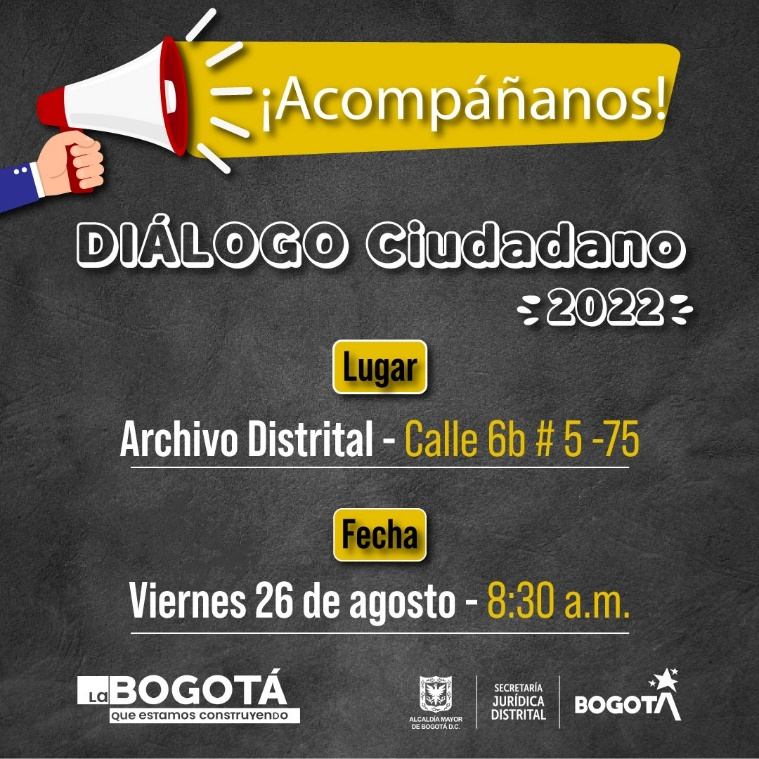 ¡Acompáñanos!
DIÁLOGO Ciudadano
2022
Lugar
Archivo Distrital - Calle 6b # 5 -75
Fecha
Viernes 26 de agosto - 8:30 a.m.
La BOGOTÁ
que estamos construyendo
ALCALDÍA MAYOR
DE BOGOTÁ D.C.
SECRETARÍA
JURÍDICA
DISTRITAL
BOGOTÁ